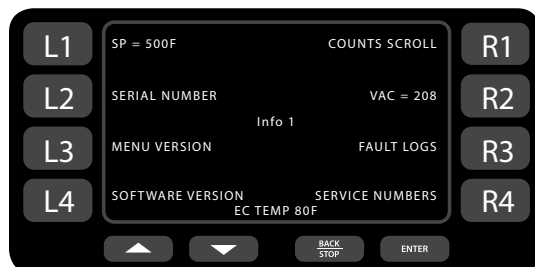 L1 SP = 500F COUNTS SCROLL R1
L2 SERIAL NUMBER VAC = 208 R2
Info 1
L3 MENU VERSION FAULT LOGS R3
L4 SOFTWARE VERSION SERVICE NUMBERS R4
EC TEMP 80F
BACK
STOP
ENTER